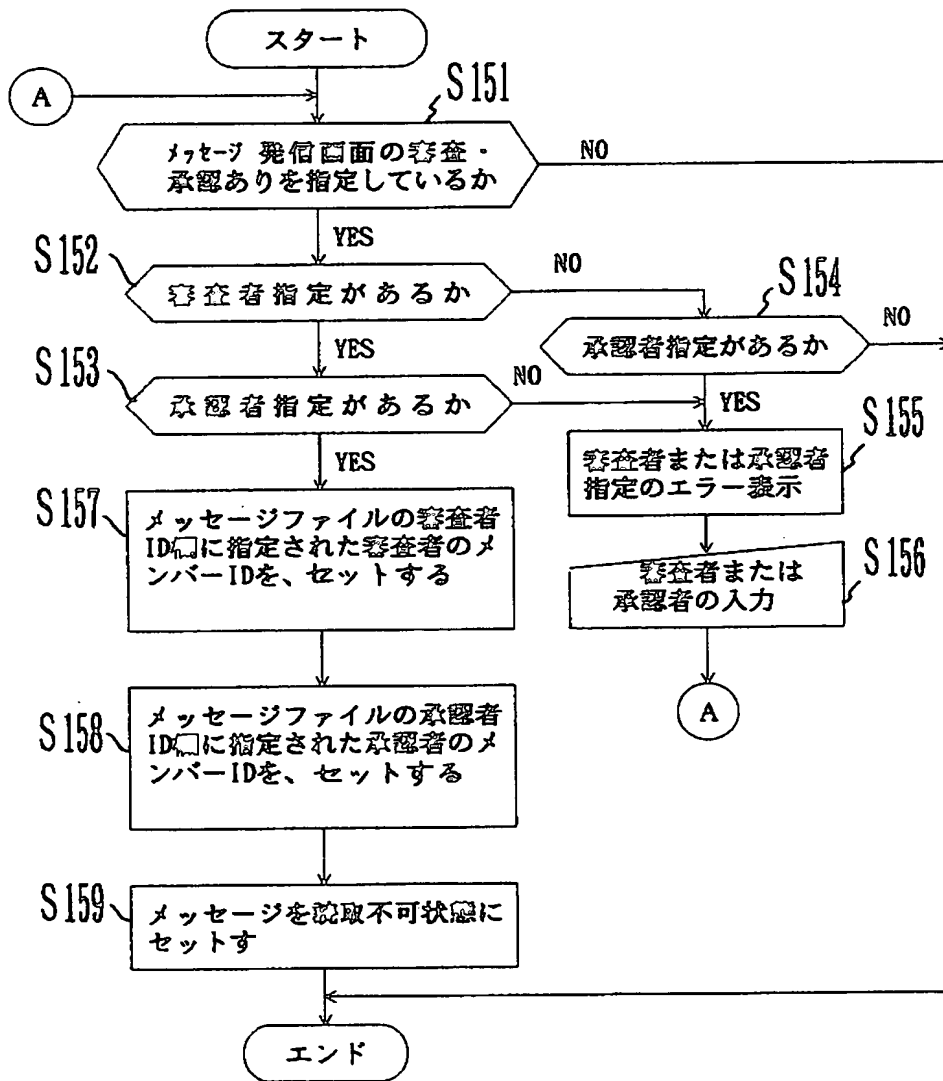 スタート
A
S151
メッセージ 発信画面の審査・
承認ありを指定しているか
NO
YES
S152
審査者指定があるか
NO
S154
承認者指定があるか
NO
YES
S153
承認者指定があるか
NO
YES
YES
S155
審査者または承認者
指定のエラー表示
S157
メッセージファイルの審査者
ID欄に指定された審査者のメ
ンバーIDを、セットする
S156
審査者または
承認者の入力
A
S158
メッセージファイルの承認者
ID欄に指定された承認者のメ
ンバーIDを、セットする
S159
メッセージを読取不可状態に
セットす
エンド